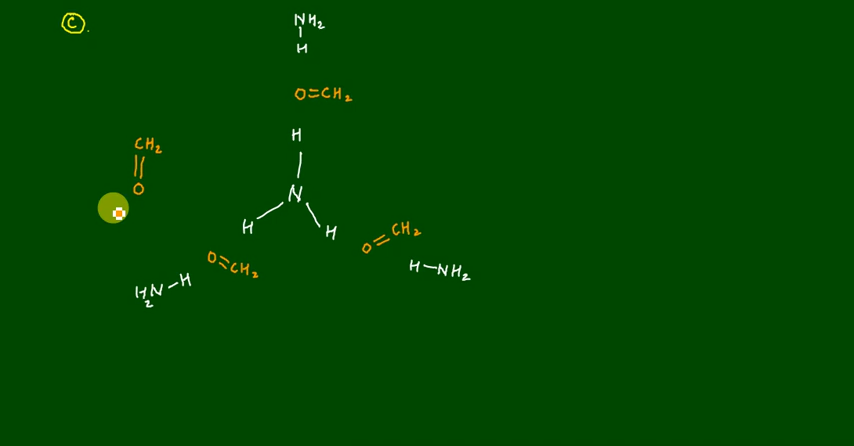 C.
NH2
H
O=CH2
H
CH2
O
N
H
H
O=CH2
O=CH2
H-NH2
H2N-H